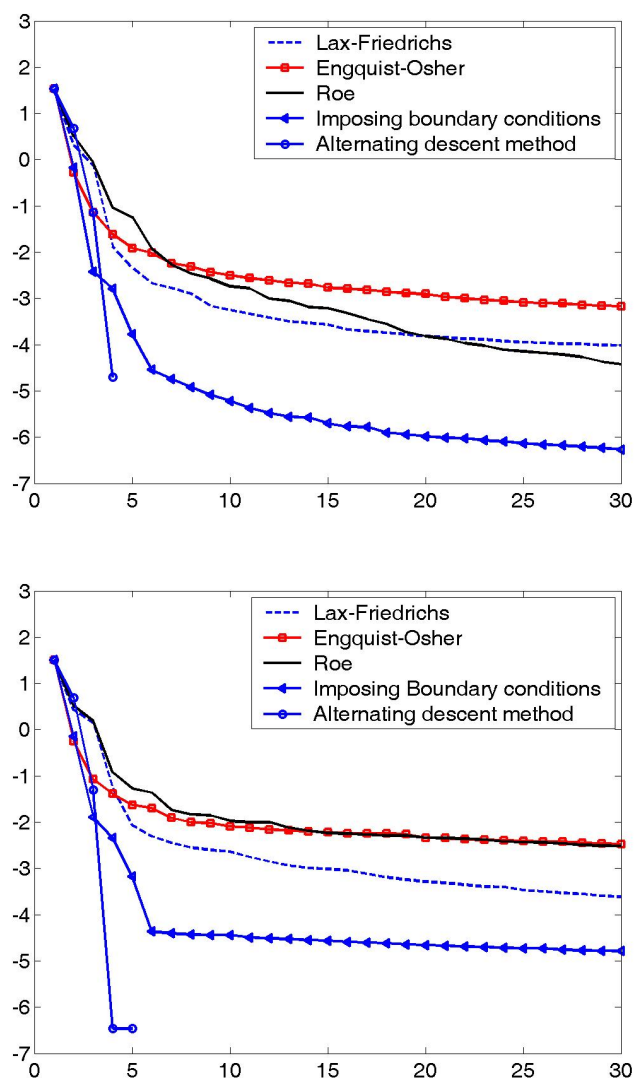 3
2
1
0
-1
-2
-3
-4
-5
-6
-7
Lax-Friedrichs
Engquist-Osher
Roe
Imposing boundary conditions
Alternating descent method
0 5 10 15 20 25 30
3
2
1
0
-1
-2
-3
-4
-5
-6
-7
Lax-Friedrichs
Engquist-Osher
Roe
Imposing Boundary conditions
Alternating descent method
0 5 10 15 20 25 30